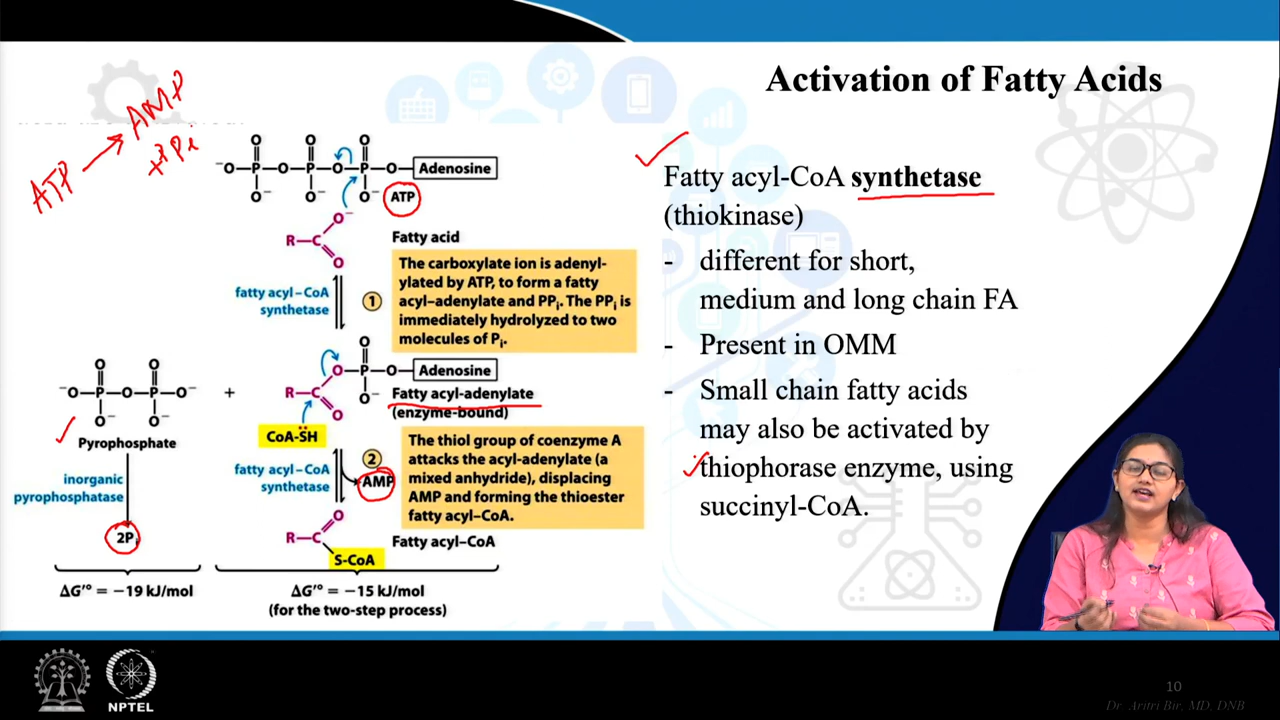 Activation of Fatty Acids
ATP → AMP
+ 2Pi
O O O
⁻O–P–O–P–O–P–O–Adenosine
O⁻ O⁻ O⁻ ATP
O⁻
R–C
O
Fatty acid
fatty acyl–CoA
synthetase
1
The carboxylate ion is adenyl-
ylated by ATP, to form a fatty
acyl–adenylate and PPi. The PPi is
immediately hydrolyzed to two
molecules of Pi.
O O
⁻O–P–O–P–O⁻
O⁻ O⁻
Pyrophosphate
+
O
O–P–O–Adenosine
R–C O⁻
O
Fatty acyl-adenylate
(enzyme-bound)
CoA-SH
inorganic
pyrophosphatase
2Pi
fatty acyl–CoA
synthetase
2
AMP
The thiol group of coenzyme A
attacks the acyl-adenylate (a
mixed anhydride), displacing
AMP and forming the thioester
fatty acyl–CoA.
O
R–C
S-CoA
Fatty acyl–CoA
ΔG′° = −19 kJ/mol
ΔG′° = −15 kJ/mol
(for the two-step process)
Fatty acyl-CoA synthetase
(thiokinase)
- different for short,
medium and long chain FA
- Present in OMM
- Small chain fatty acids
may also be activated by
thiophorase enzyme, using
succinyl-CoA.
NPTEL
10
Dr. Aritri Bir, MD, DNB